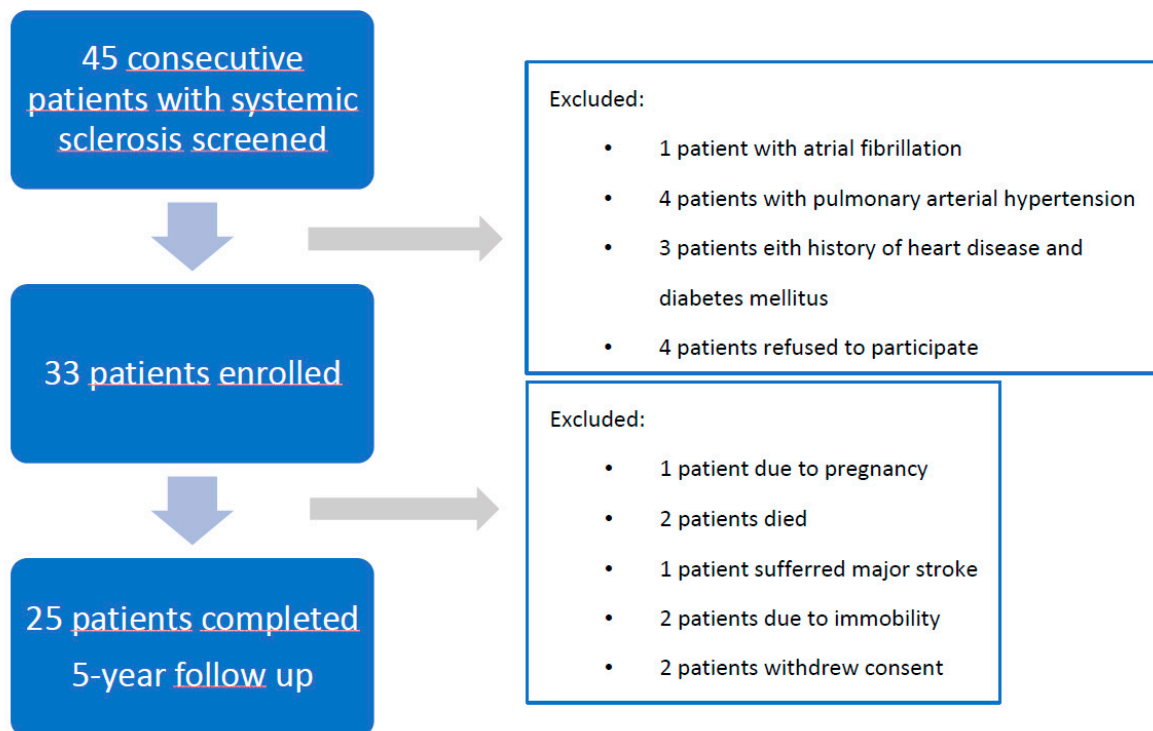 45 consecutive
patients with systemic
sclerosis screened
Excluded:
• 1 patient with atrial fibrillation
• 4 patients with pulmonary arterial hypertension
• 3 patients eith history of heart disease and
diabetes mellitus
• 4 patients refused to participate
33 patients enrolled
Excluded:
• 1 patient due to pregnancy
• 2 patients died
• 1 patient sufferred major stroke
• 2 patients due to immobility
• 2 patients withdrew consent
25 patients completed
5-year follow up